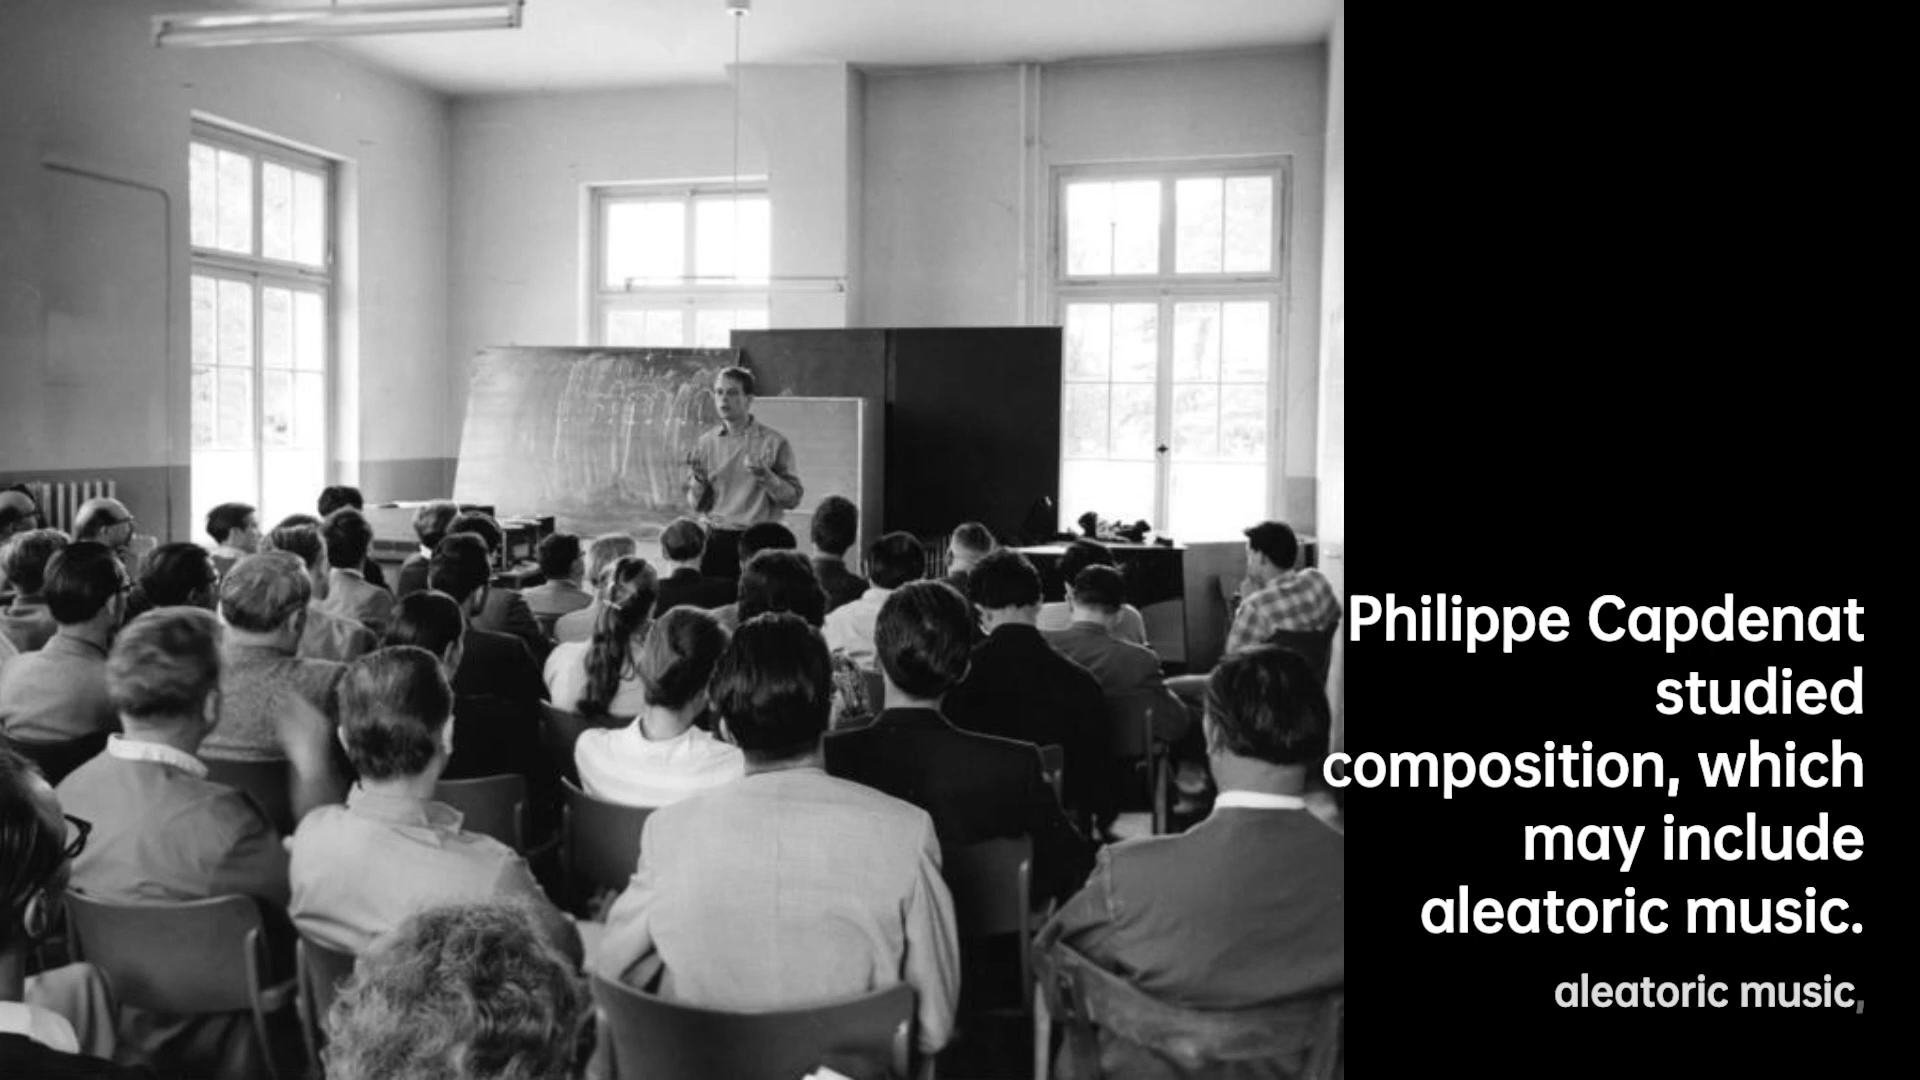 Philippe Capdenat
studied
composition, which
may include
aleatoric music.
aleatoric music,